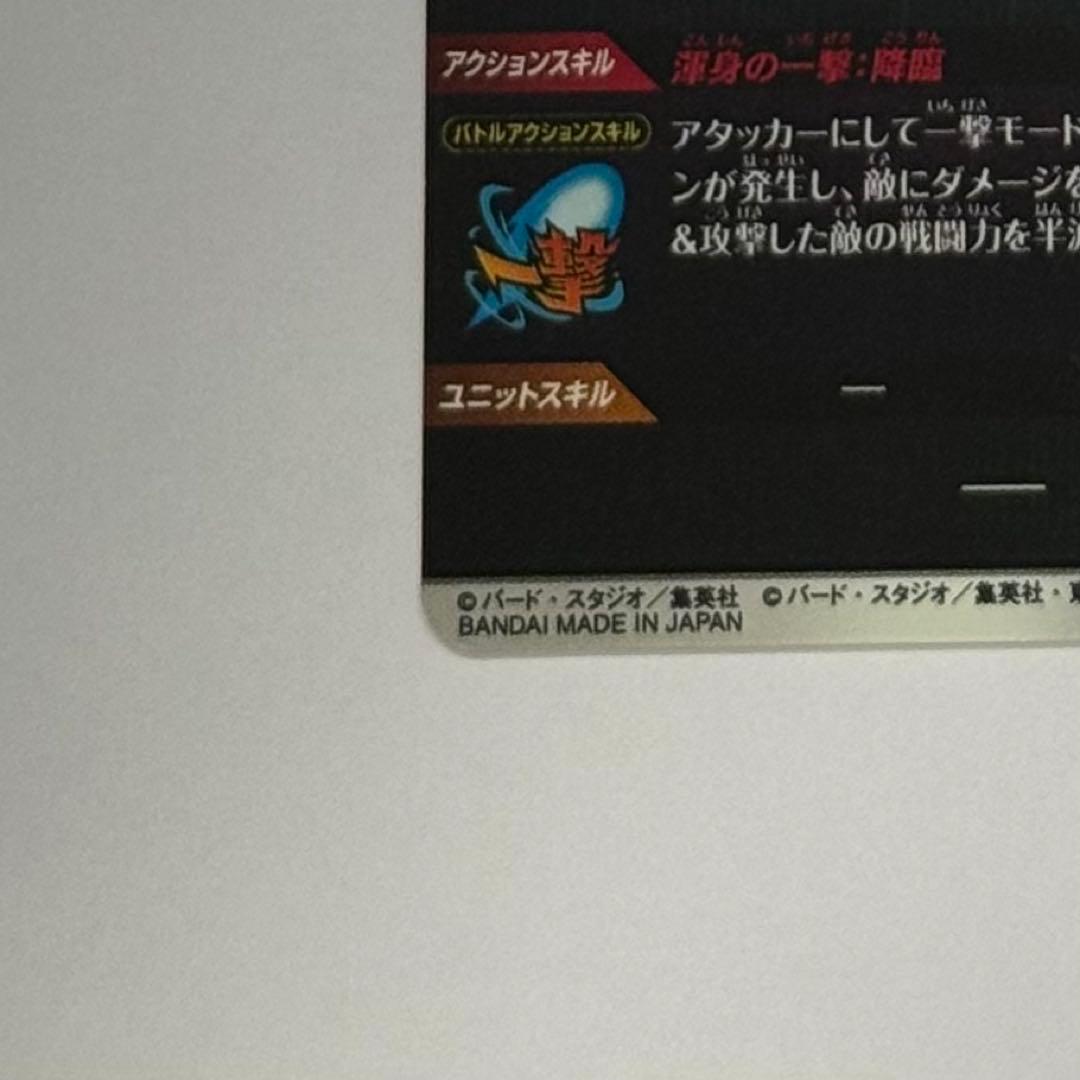 アクションスキル
渾身の一撃：降臨
バトルアクションスキル
アタッカーにして一撃モード
ンが発生し、敵にダメージを
&攻撃した敵の戦闘力を半減
一撃
ユニットスキル
—
—
©バード・スタジオ／集英社 ©バード・スタジオ／集英社・東
BANDAI MADE IN JAPAN